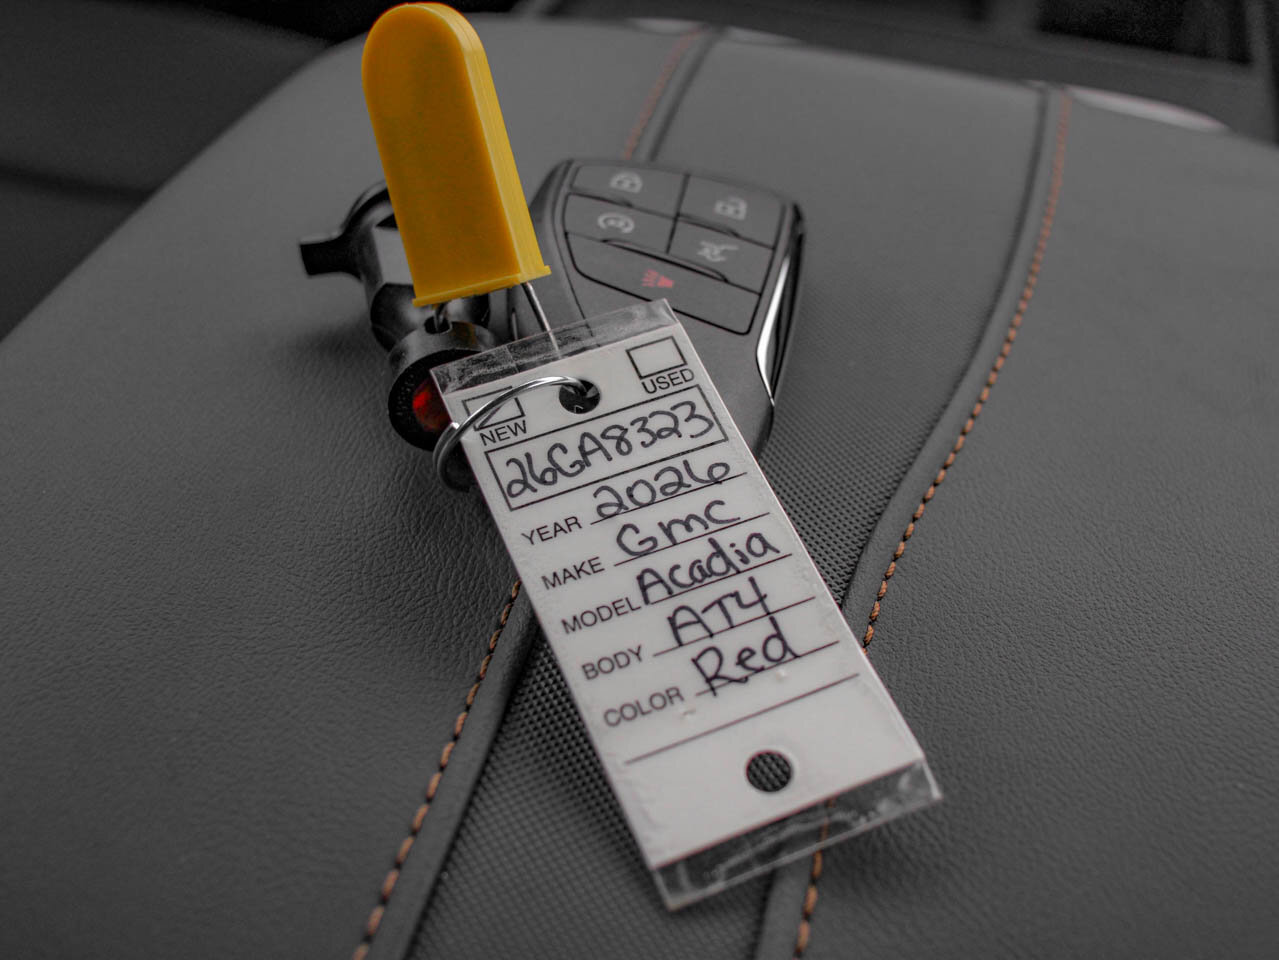 USED
NEW
26GA8323
YEAR 2026
MAKE Gmc
MODEL Acadia
BODY AT4
COLOR Red